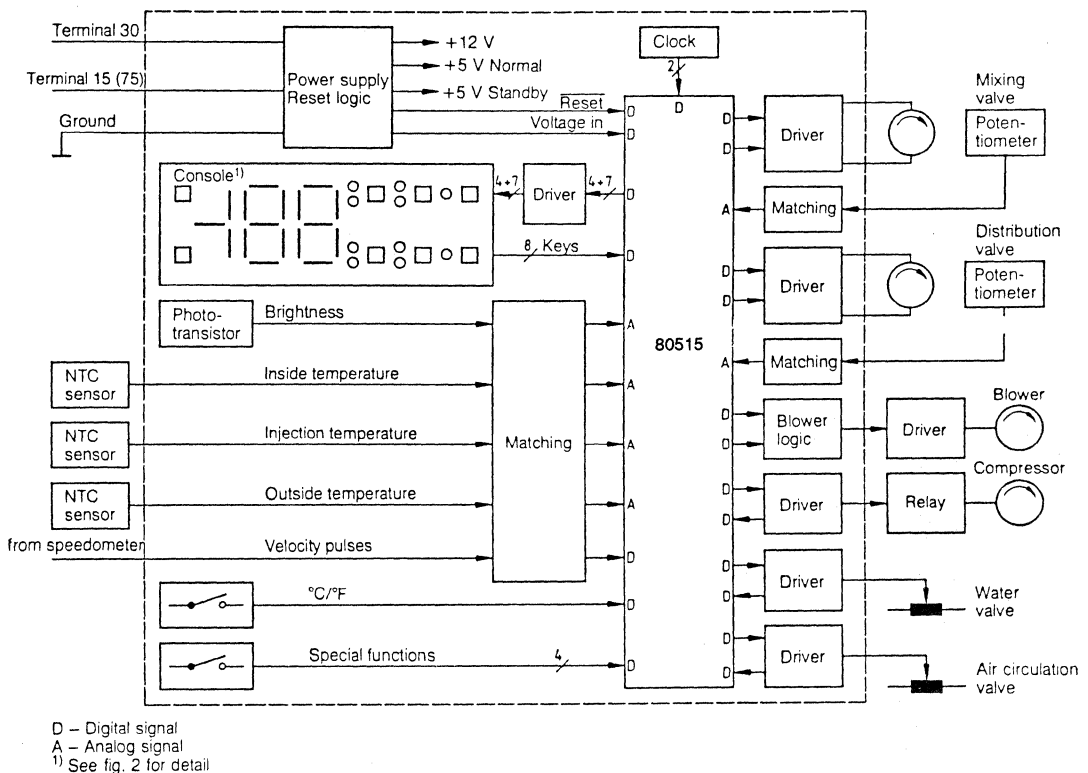 Terminal 30
Terminal 15 (75)
Ground
Power supply
Reset logic
+12 V
+5 V Normal
+5 V Standby
Reset
Voltage in
D
D
Clock
2
D
Console1)
-188
4+7
Driver
4+7
D
8 Keys
D
Photo-
transistor
Brightness
A
NTC
sensor
Inside temperature
A
NTC
sensor
Injection temperature
Matching
A
NTC
sensor
Outside temperature
A
from speedometer
Velocity pulses
D
°C/°F
D
Special functions
4
D
80515
D
D
Driver
Mixing
valve
Poten-
tiometer
A
Matching
D
D
Driver
Distribution
valve
Poten-
tiometer
A
Matching
D
D
Blower
logic
Driver
Blower
D
D
Driver
Relay
Compressor
D
D
Driver
Water
valve
D
D
Driver
Air circulation
valve
D – Digital signal
A – Analog signal
1) See fig. 2 for detail